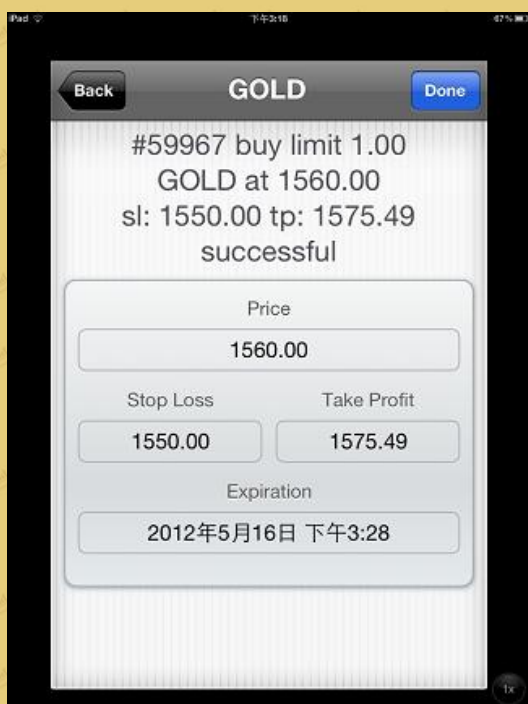 iPad 下午3:18 67%
Back GOLD Done
#59967 buy limit 1.00
GOLD at 1560.00
sl: 1550.00 tp: 1575.49
successful
Price
1560.00
Stop Loss Take Profit
1550.00 1575.49
Expiration
2012年5月16日 下午3:28
1x